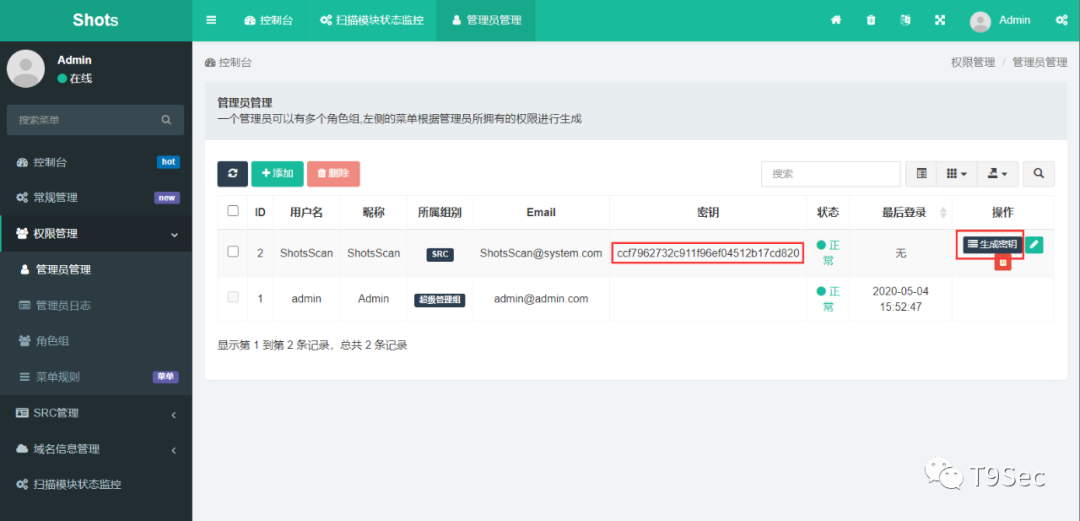 Shots
控制台
扫描模块状态监控
管理员管理
Admin
Admin
在线
搜索菜单
控制台 hot
常规管理 new
权限管理
管理员管理
管理员日志
角色组
菜单规则 菜单
SRC管理
域名信息管理
扫描模块状态监控
控制台
权限管理 / 管理员管理
管理员管理
一个管理员可以有多个角色组,左侧的菜单根据管理员所拥有的权限进行生成
添加 删除 搜索
ID 用户名 昵称 所属组别 Email 密钥 状态 最后登录 操作
2 ShotsScan ShotsScan SRC ShotsScan@system.com ccf7962732c911f96ef04512b17cd820 正常 无 生成密钥
1 admin Admin 超级管理组 admin@admin.com 正常 2020-05-04 15:52:47
显示第 1 到第 2 条记录，总共 2 条记录
T9Sec